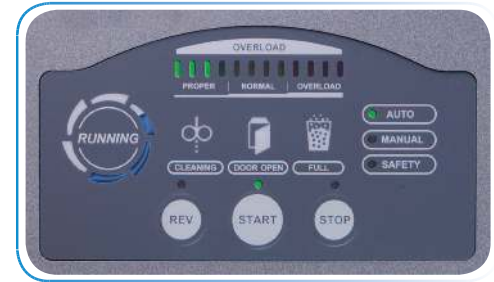 OVERLOAD
PROPER NORMAL OVERLOAD
RUNNING
AUTO
MANUAL
SAFETY
CLEANING DOOR OPEN FULL
REV. START STOP